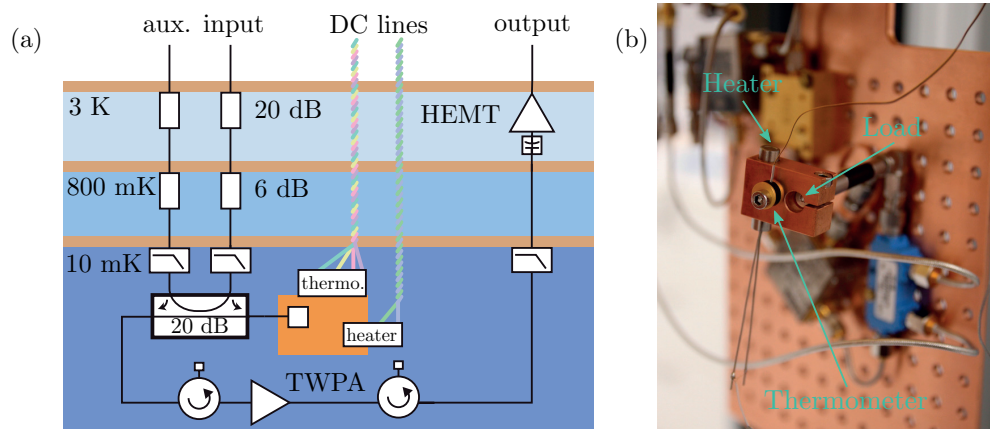 (a)
aux. input
DC lines
output
3 K
20 dB
HEMT
800 mK
6 dB
10 mK
thermo.
20 dB
heater
TWPA
(b)
Heater
Load
Thermometer